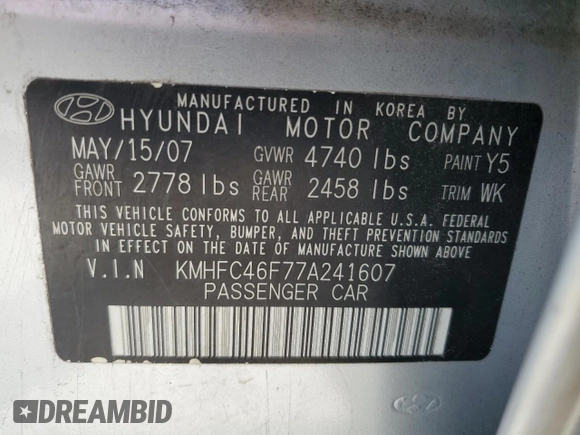 MANUFACTURED IN KOREA BY
HYUNDAI MOTOR COMPANY
MAY/15/07 GVWR 4740 lbs PAINT Y5
GAWR FRONT 2778 lbs GAWR REAR 2458 lbs TRIM WK
THIS VEHICLE CONFORMS TO ALL APPLICABLE U.S.A. FEDERAL
MOTOR VEHICLE SAFETY, BUMPER, AND THEFT PREVENTION STANDARDS
IN EFFECT ON THE DATE OF MANUFACTURE SHOWN ABOVE.
V.I.N KMHFC46F77A241607
PASSENGER CAR
DREAMBID